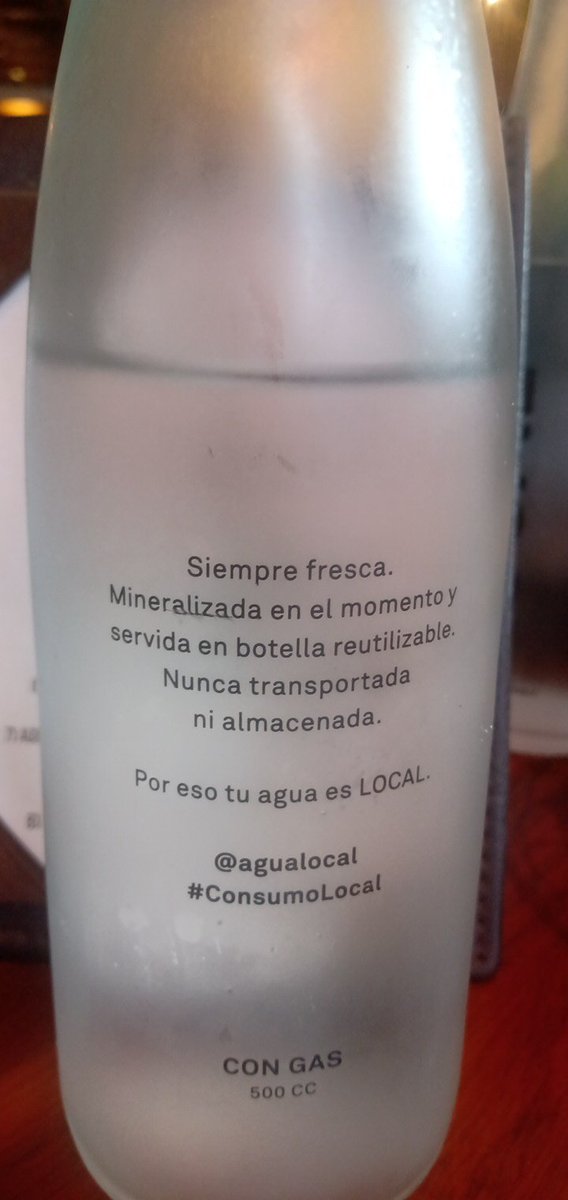 Siempre fresca.
Mineralizada en el momento y
servida en botella reutilizable.
Nunca transportada
ni almacenada.
Por eso tu agua es LOCAL.
@agualocal
#ConsumoLocal
CON GAS
500 CC